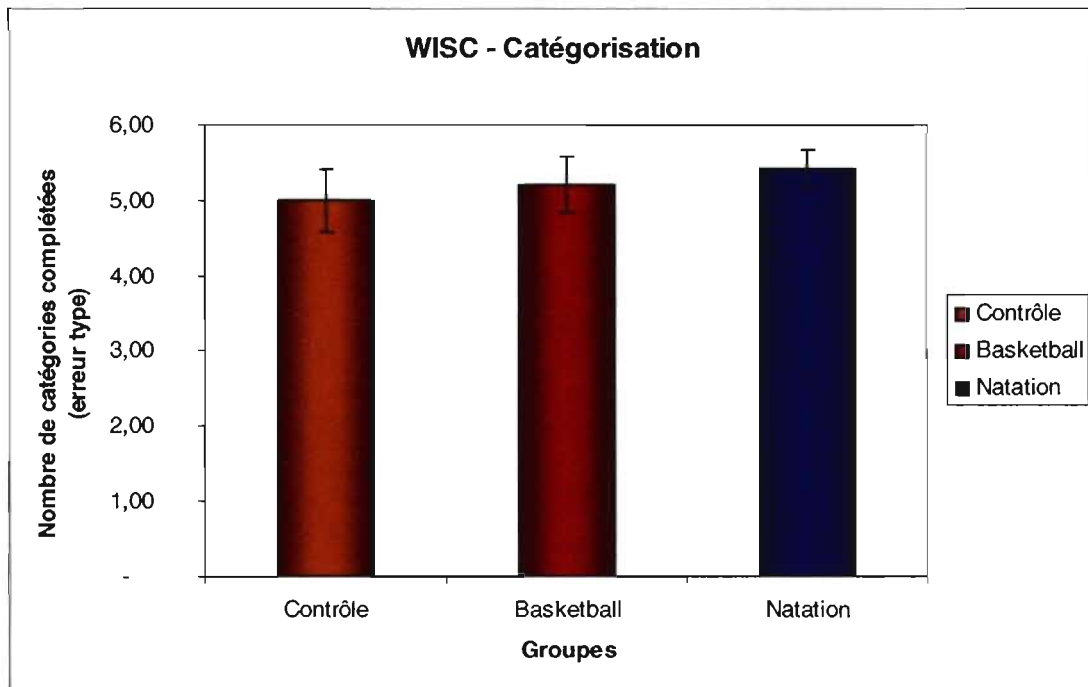 WISC - Catégorisation
Nombre de catégories complétées
(erreur type)
6,00
5,00
4,00
3,00
2,00
1,00
-
Contrôle
Basketball
Natation
Groupes
Contrôle
Basketball
Natation